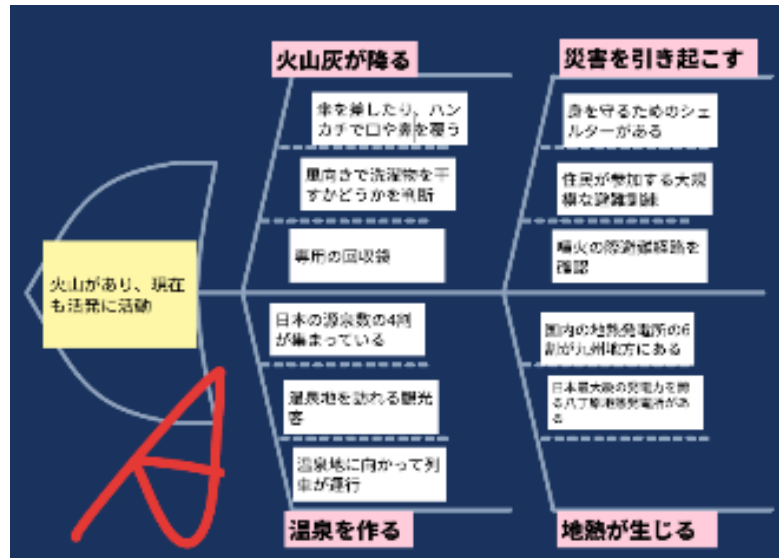 火山灰が降る
傘を差したり、ハン
カチで口や鼻を覆う
風向きで洗濯物を干
すかどうかを判断
専用の回収袋
災害を引き起こす
身を守るためのシェ
ルターがある
住民が参加する大規
模な避難訓練
噴火の際避難経路を
確認
火山があり、現在
も活発に活動
日本の源泉数の4割
が集まっている
温泉地を訪れる観光
客
温泉地に向かって列
車が運行
温泉を作る
国内の地熱発電所の6
割が九州地方にある
日本最大級の発電力を誇
る八丁原地熱発電所があ
る
地熱が生じる
A